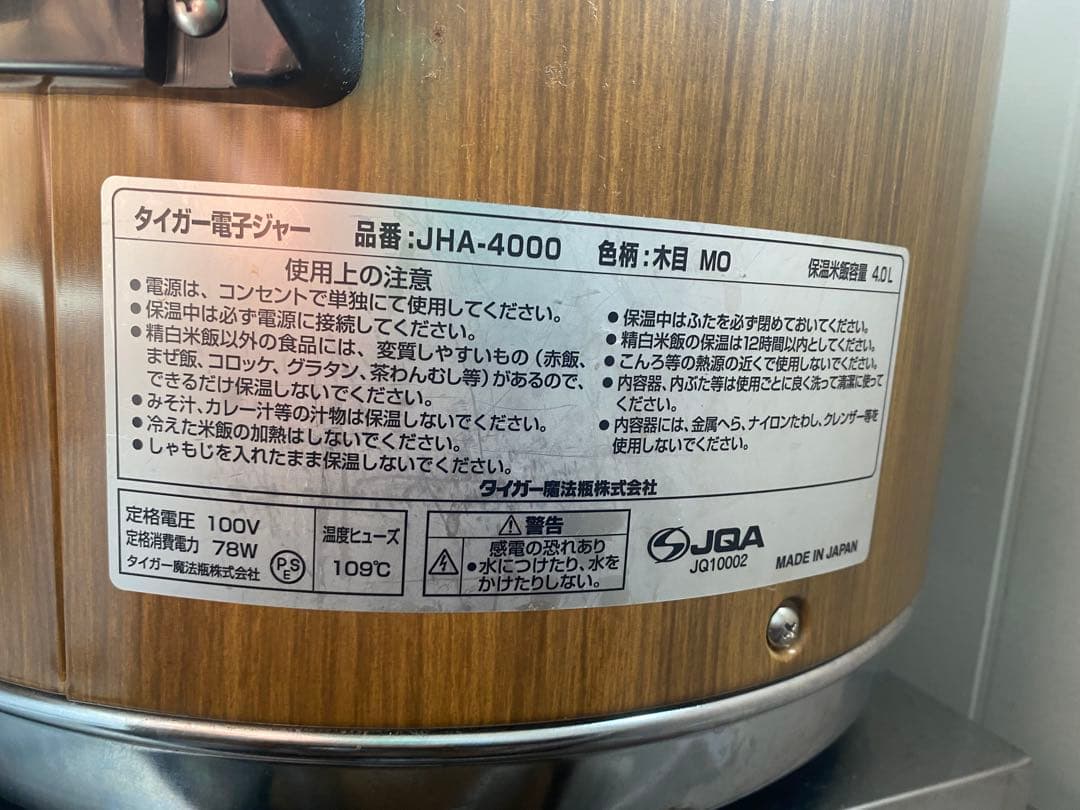 タイガー電子ジャー 品番:JHA-4000 色柄:木目 MO 保温米飯容量 4.0L
使用上の注意
●電源は、コンセントで単独にて使用してください。
●保温中は必ず電源に接続してください。
●精白米飯以外の食品には、変質しやすいもの(赤飯、
まぜ飯、コロッケ、グラタン、茶わんむし等)があるので、
できるだけ保温しないでください。
●みそ汁、カレー汁等の汁物は保温しないでください。
●冷えた米飯の加熱はしないでください。
●しゃもじを入れたまま保温しないでください。
●保温中はふたを必ず閉めておいてください。
●精白米飯の保温は12時間以内としてください。
●こんろ等の熱源の近くで使用しないでください。
●内容器、内ぶた等は使用ごとに良く洗って清潔に使って
ください。
●内容器には、金属へら、ナイロンたわし、クレンザー等を
使用しないでください。
タイガー魔法瓶株式会社
定格電圧 100V
定格消費電力 78W
タイガー魔法瓶株式会社
PSE
温度ヒューズ
109℃
⚠警告
感電の恐れあり
●水につけたり、水を
かけたりしない。
JQA
JQ10002
MADE IN JAPAN